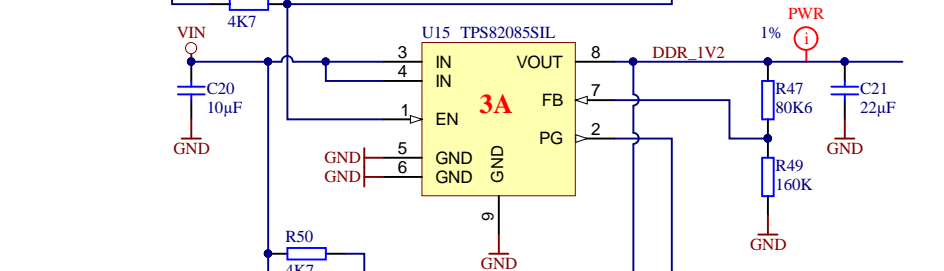 4K7
PWR
VIN
U15 TPS82085SIL
1%
i
3 IN VOUT 8 DDR_1V2
4 IN
C20
10µF
3A
FB 7
R47
80K6
C21
22µF
1 EN
PG 2
GND
GND
GND 5 GND
GND 6 GND
GND
R49
160K
9
R50
GND
GND
4K7